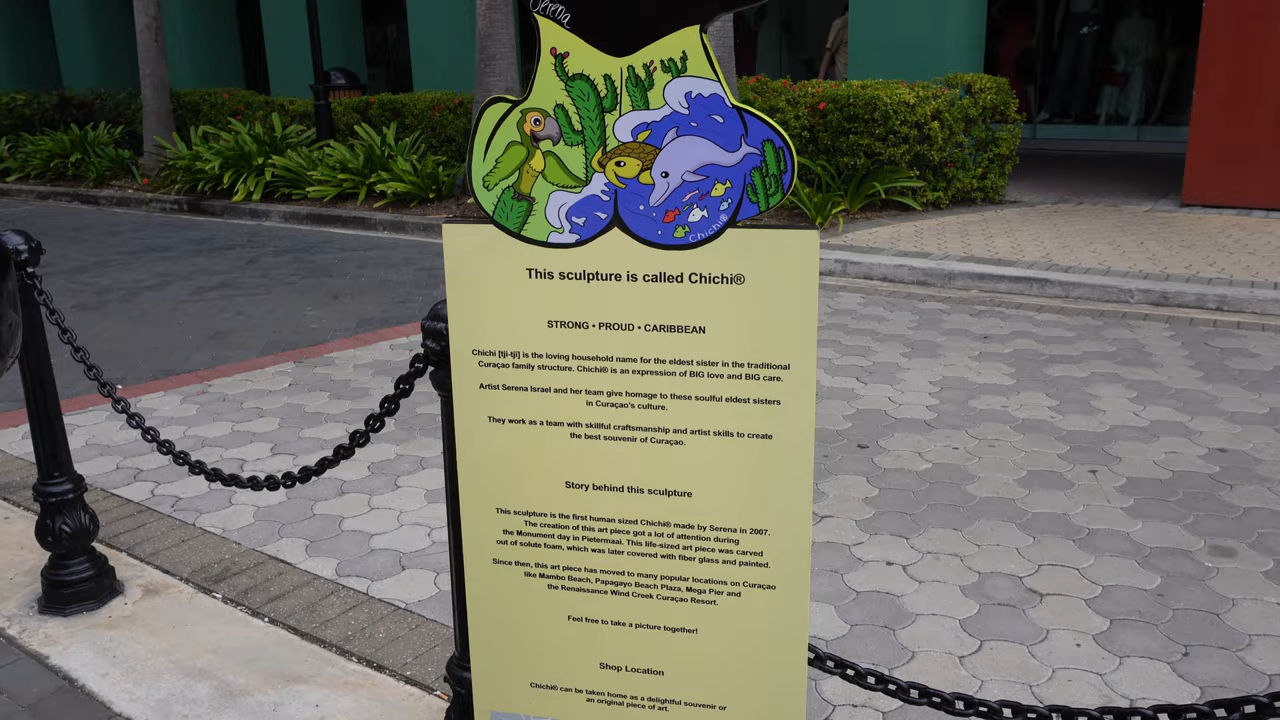 Serena
Chichi®
This sculpture is called Chichi®
STRONG • PROUD • CARIBBEAN
Chichi [tji-tji] is the loving household name for the eldest sister in the traditional
Curaçao family structure. Chichi® is an expression of BIG love and BIG care.
Artist Serena Israel and her team give homage to these soulful eldest sisters
in Curaçao's culture.
They work as a team with skillful craftsmanship and artist skills to create
the best souvenir of Curaçao.
Story behind this sculpture
This sculpture is the first human sized Chichi® made by Serena in 2007.
The creation of this art piece got a lot of attention during
the Monument day in Pietermaai. This life-sized art piece was carved
out of solute foam, which was later covered with fiber glass and painted.
Since then, this art piece has moved to many popular locations on Curaçao
like Mambo Beach, Papagayo Beach Plaza, Mega Pier and
the Renaissance Wind Creek Curaçao Resort.
Feel free to take a picture together!
Shop Location
Chichi® can be taken home as a delightful souvenir or
an original piece of art.